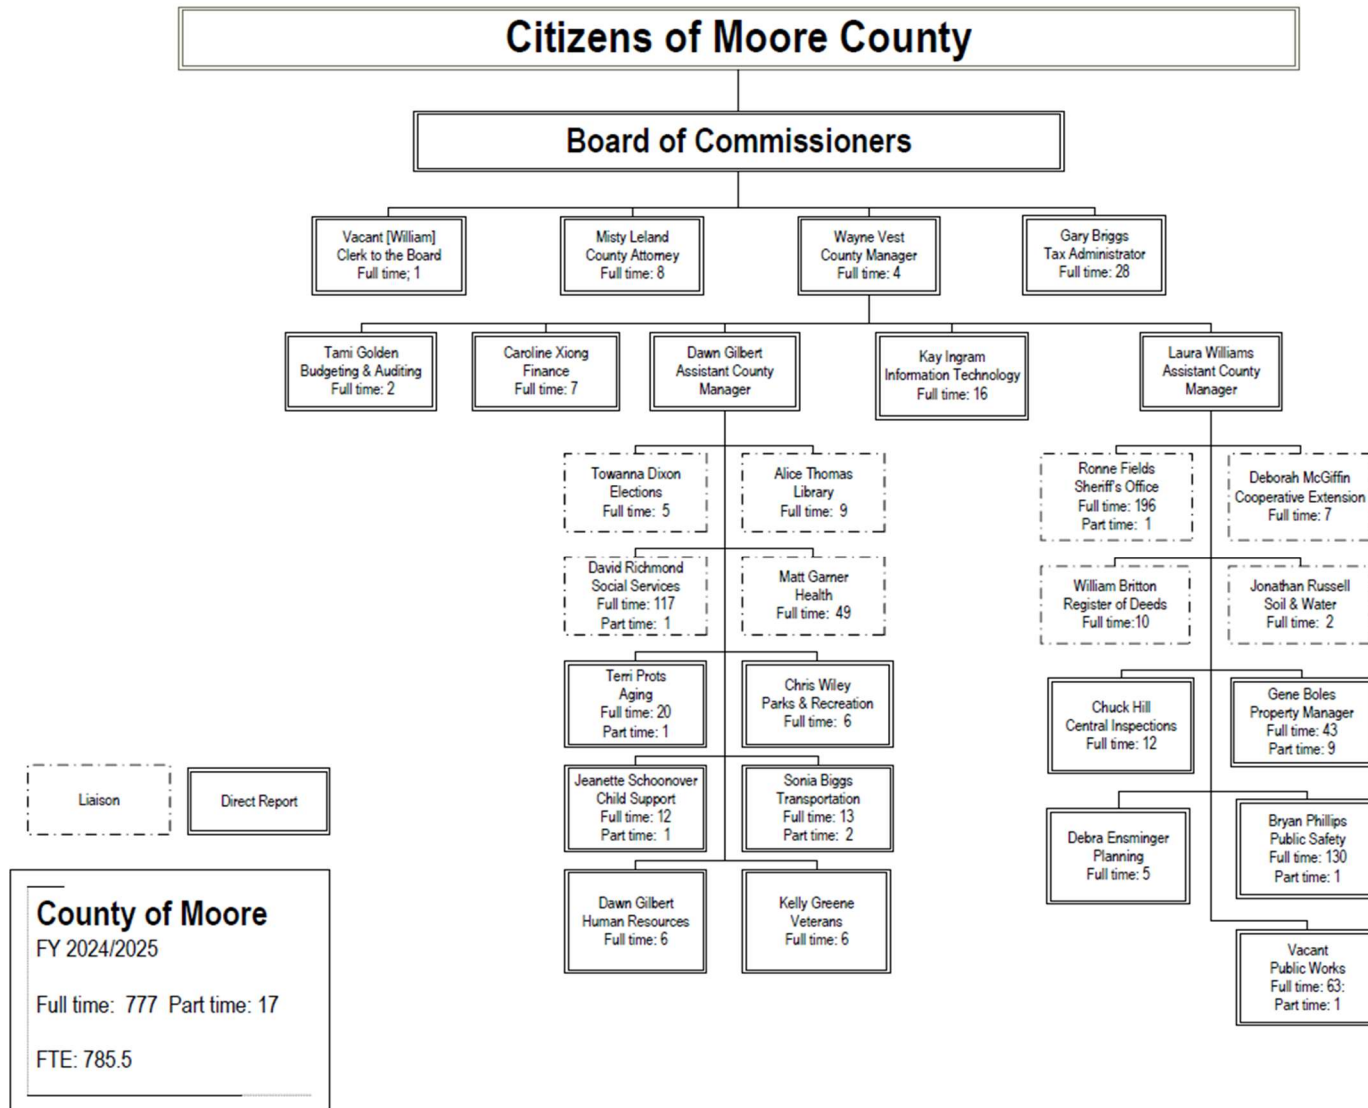 Citizens of Moore County
Board of Commissioners
Vacant [William]
Clerk to the Board
Full time; 1
Misty Leland
County Attorney
Full time: 8
Wayne Vest
County Manager
Full time: 4
Gary Briggs
Tax Administrator
Full time: 28
Tami Golden
Budgeting & Auditing
Full time: 2
Caroline Xiong
Finance
Full time: 7
Dawn Gilbert
Assistant County
Manager
Kay Ingram
Information Technology
Full time: 16
Laura Williams
Assistant County
Manager
Towanna Dixon
Elections
Full time: 5
Alice Thomas
Library
Full time: 9
Ronne Fields
Sheriff's Office
Full time: 196
Part time: 1
Deborah McGiffin
Cooperative Extension
Full time: 7
David Richmond
Social Services
Full time: 117
Part time: 1
Matt Garner
Health
Full time: 49
William Britton
Register of Deeds
Full time:10
Jonathan Russell
Soil & Water
Full time: 2
Terri Prots
Aging
Full time: 20
Part time: 1
Chris Wiley
Parks & Recreation
Full time: 6
Chuck Hill
Central Inspections
Full time: 12
Gene Boles
Property Manager
Full time: 43
Part time: 9
Jeanette Schoonover
Child Support
Full time: 12
Part time: 1
Sonia Biggs
Transportation
Full time: 13
Part time: 2
Debra Ensminger
Planning
Full time: 5
Bryan Phillips
Public Safety
Full time: 130
Part time: 1
Dawn Gilbert
Human Resources
Full time: 6
Kelly Greene
Veterans
Full time: 6
Vacant
Public Works
Full time: 63:
Part time: 1
Liaison
Direct Report
County of Moore
FY 2024/2025
Full time: 777 Part time: 17
FTE: 785.5